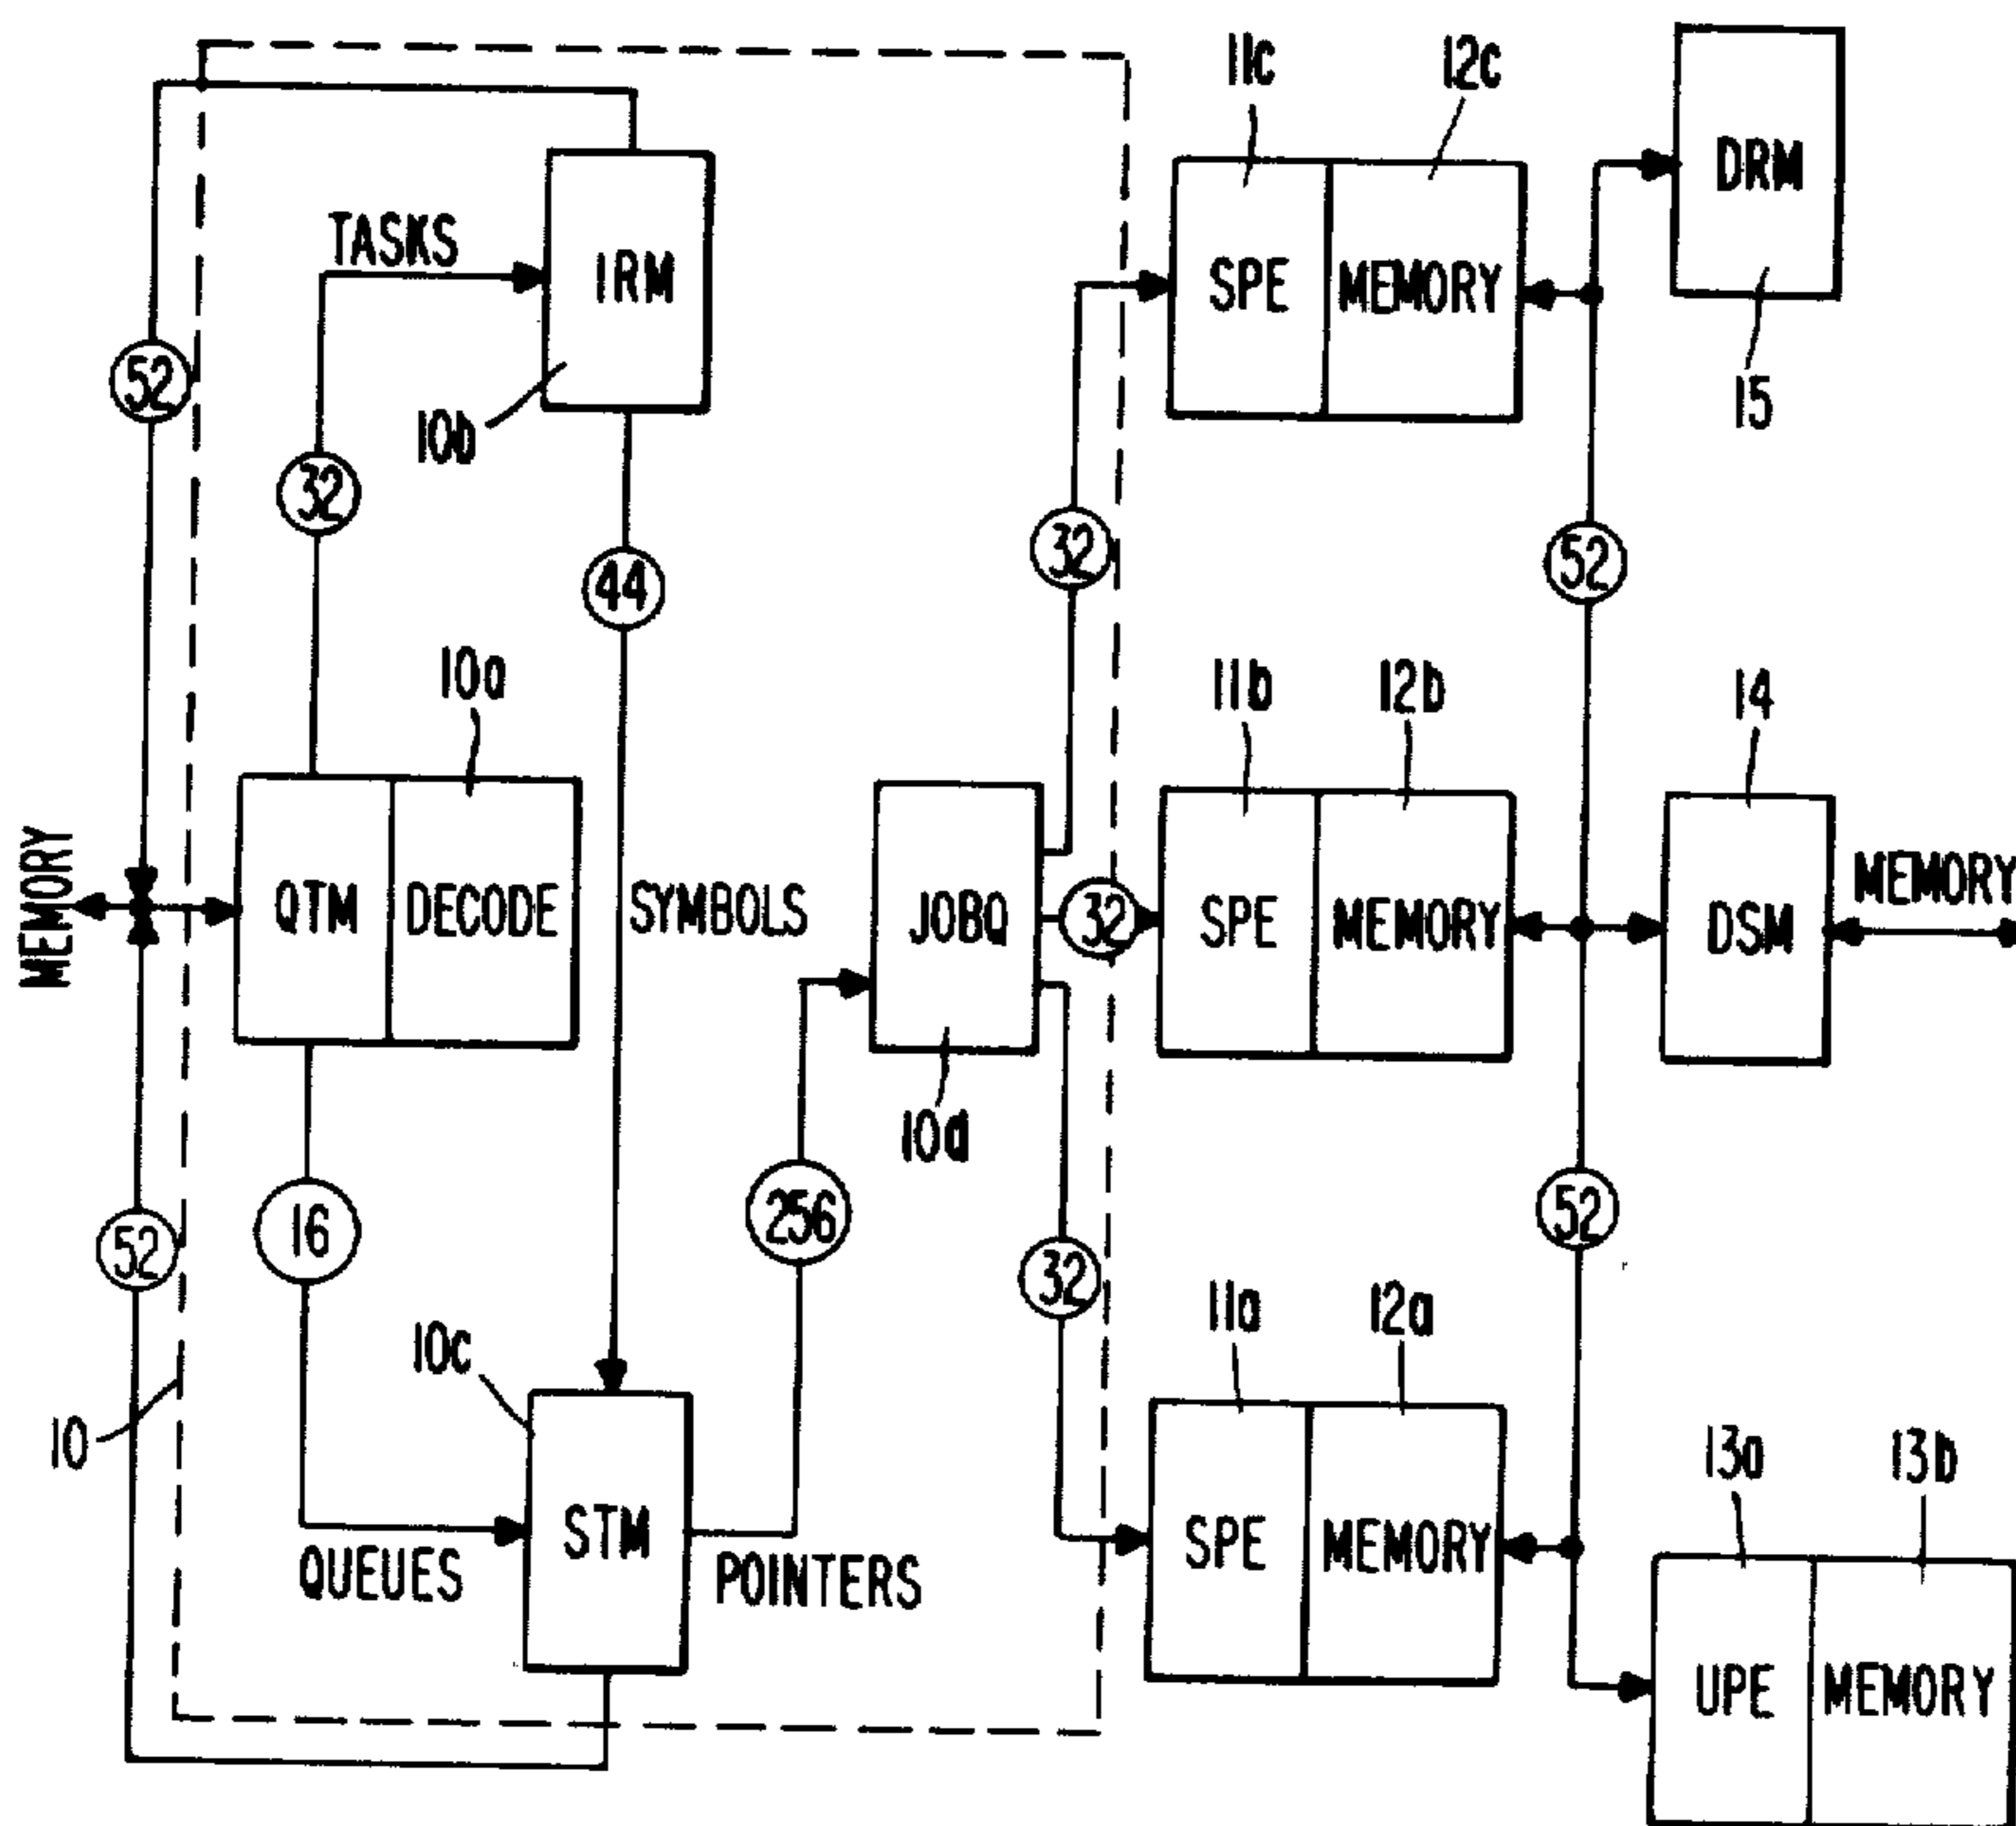 11c
12c
DRM
15
TASKS
IRM
10b
SPE
MEMORY
52
32
44
32
52
10a
11b
12b
14
MEMORY
QTM
DECODE
SYMBOLS
JOBQ
32
SPE
MEMORY
DSM
MEMORY
10d
52
16
256
32
52
10
10c
11a
12a
13a
13b
STM
QUEUES
POINTERS
SPE
MEMORY
UPE
MEMORY